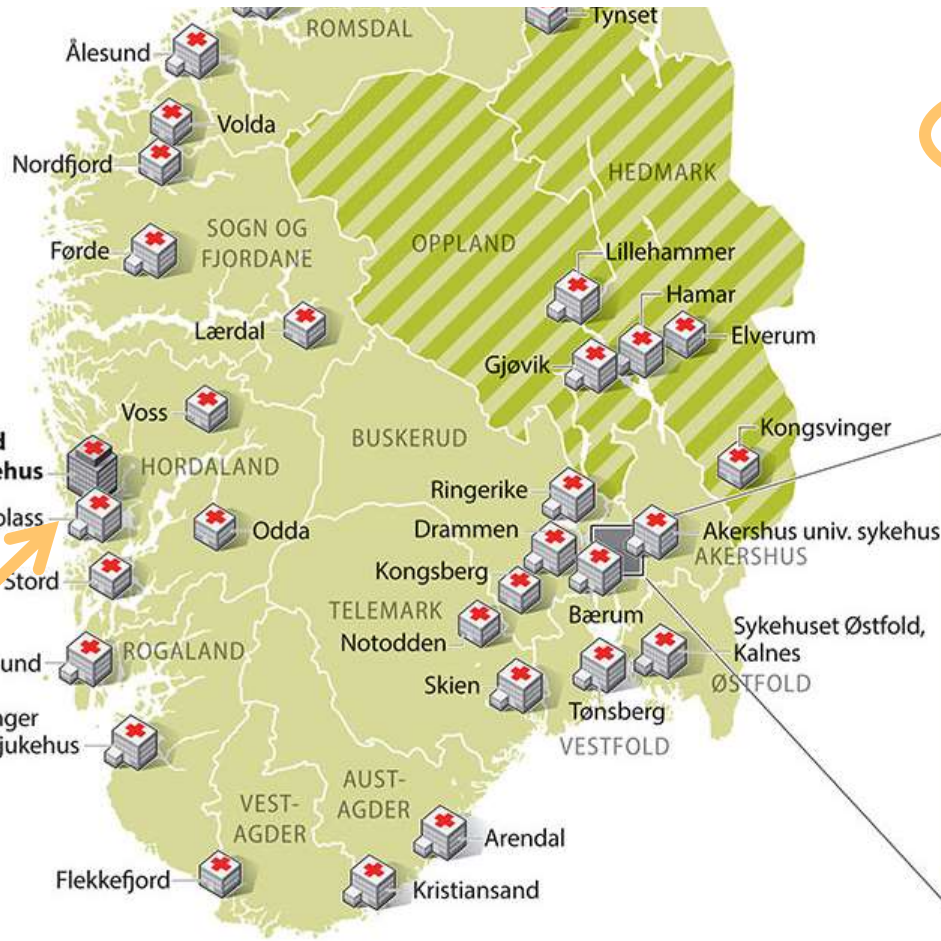 Tynset
ROMSDAL
Ålesund
Volda
Nordfjord
HEDMARK
SOGN OG
FJORDANE
OPPLAND
Førde
Lillehammer
Hamar
Lærdal
Elverum
Gjøvik
Voss
Kongsvinger
BUSKERUD
HORDALAND
Ringerike
Odda
Drammen
Akershus univ. sykehus
AKERSHUS
Kongsberg
Stord
TELEMARK
Bærum
Notodden
Sykehuset Østfold,
Kalnes
ROGALAND
ØSTFOLD
Skien
Tønsberg
VESTFOLD
AUST-
AGDER
VEST-
AGDER
Arendal
Flekkefjord
Kristiansand